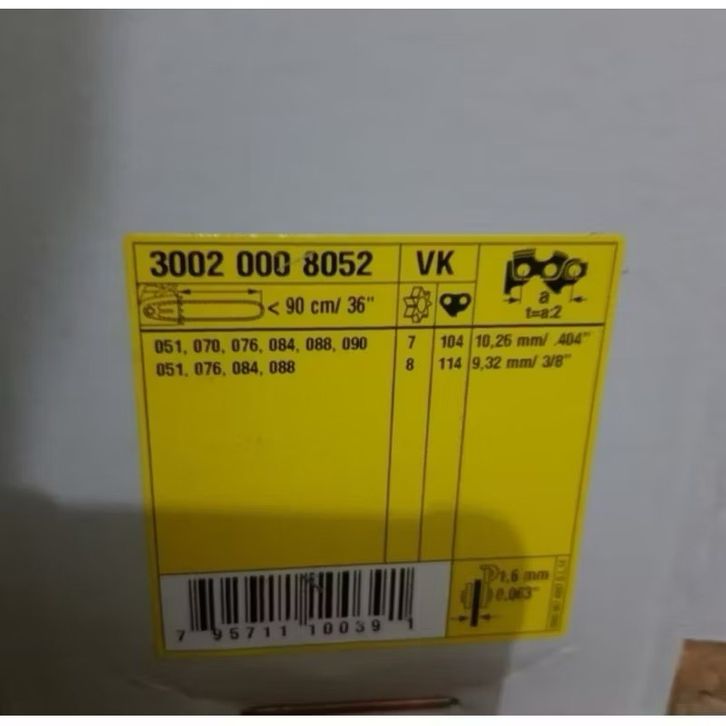 3002 000 8052 VK
< 90 cm/ 36" a
t=a:2
051, 070, 076, 084, 088, 090 7 104 10,26 mm/ .404"
051, 076, 084, 088 8 114 9,32 mm/ 3/8"
1,6 mm
0.063"
7 95711 10039 1